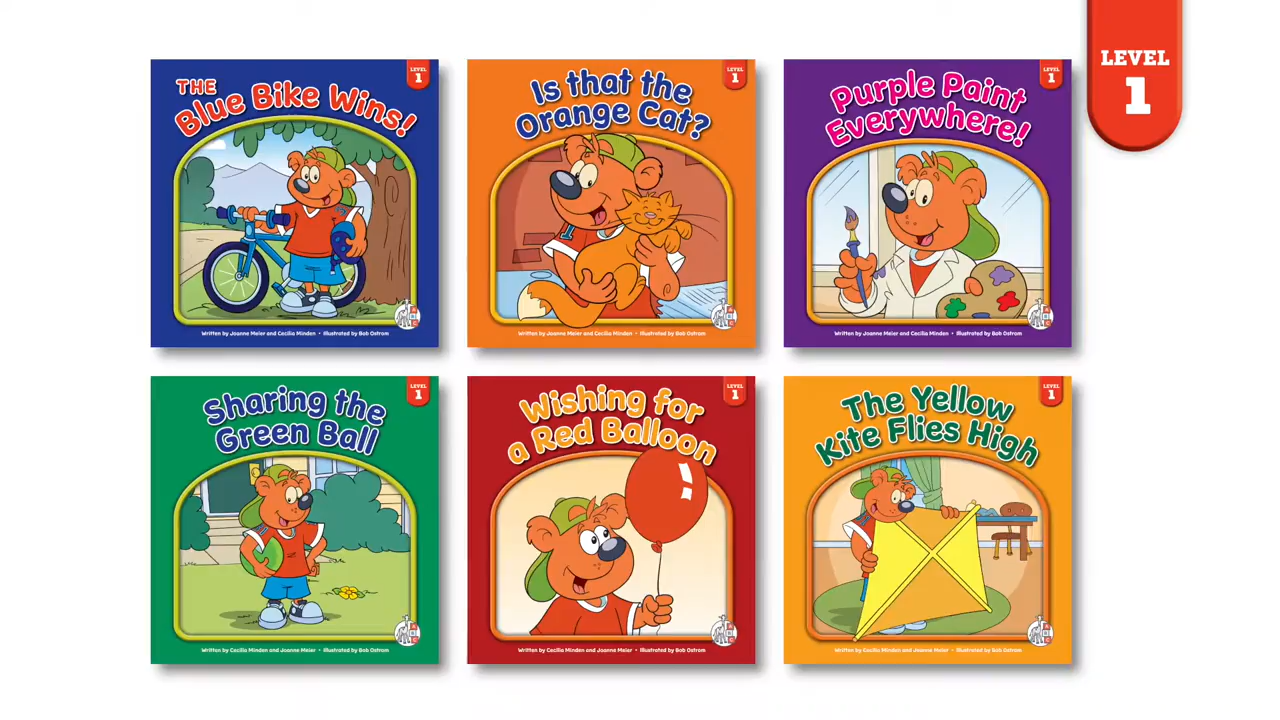 LEVEL
1
THE
Blue Bike Wins!
LEVEL
1
Written by Joanne Meier and Cecilia Minden • Illustrated by Bob Ostrom
Is that the
Orange Cat?
LEVEL
1
Written by Joanne Meier and Cecilia Minden • Illustrated by Bob Ostrom
Purple Paint
Everywhere!
LEVEL
1
Written by Joanne Meier and Cecilia Minden • Illustrated by Bob Ostrom
Sharing the
Green Ball
LEVEL
1
Written by Cecilia Minden and Joanne Meier • Illustrated by Bob Ostrom
Wishing for
a Red Balloon
LEVEL
1
!
Written by Cecilia Minden and Joanne Meier • Illustrated by Bob Ostrom
The Yellow
Kite Flies High
LEVEL
1
Written by Cecilia Minden and Joanne Meier • Illustrated by Bob Ostrom